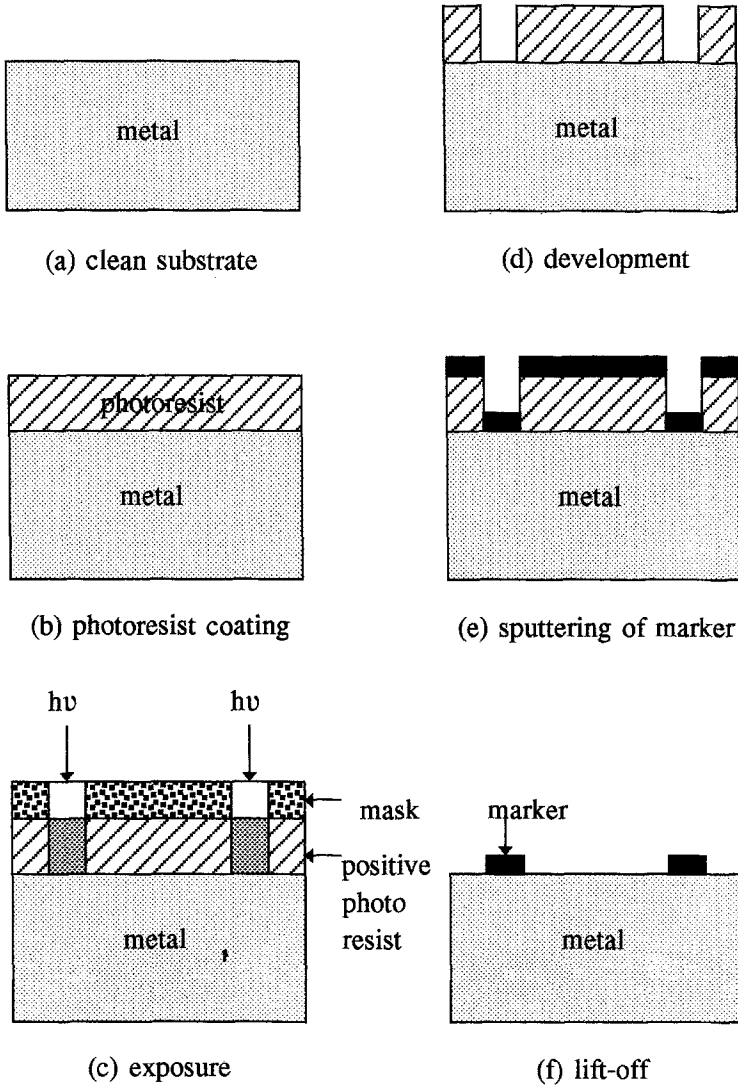 metal
(a) clean substrate
photoresist
metal
(b) photoresist coating
hυ
hυ
mask
positive
photo
resist
metal
(c) exposure
metal
(d) development
metal
(e) sputtering of marker
marker
metal
(f) lift-off